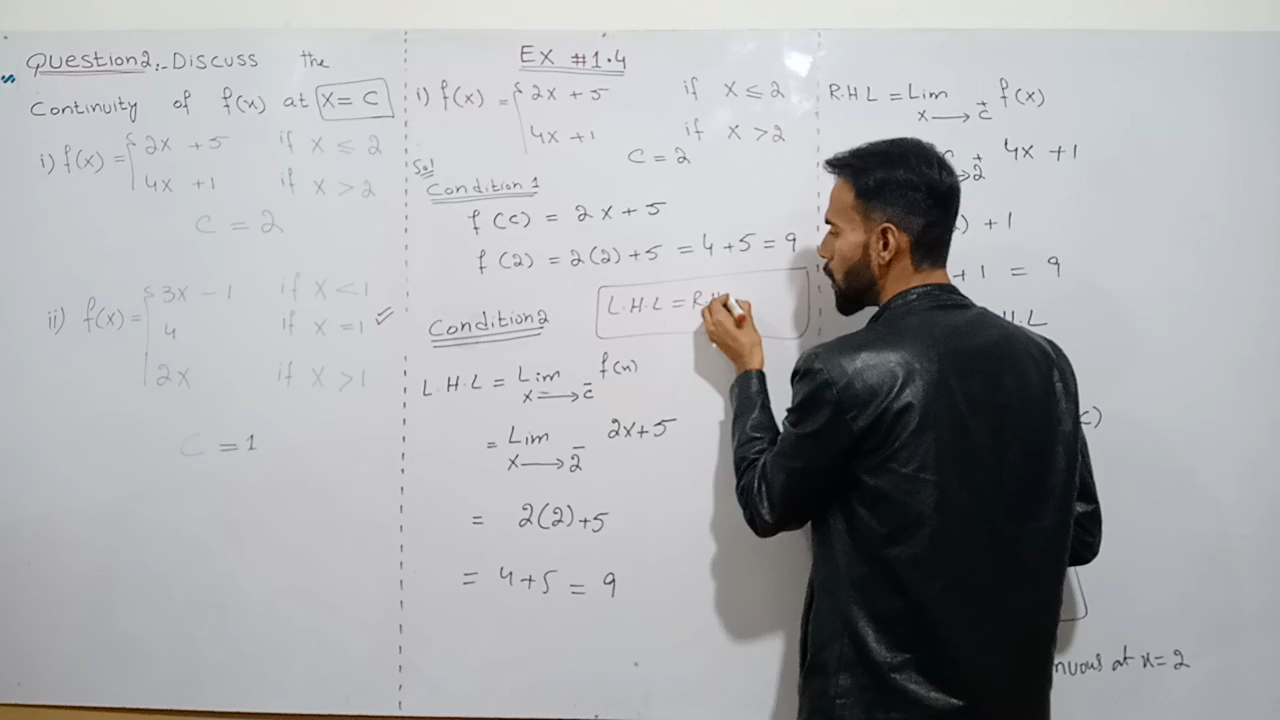 Question2:- Discuss the
Continuity of f(x) at x = c
i) f(x) = { 2x + 5 if x ≤ 2
4x + 1 if x > 2
C = 2
ii) f(x) = { 3x - 1 if x < 1
4 if x = 1 ✓
2x if x > 1
C = 1
EX #1.4
i) f(x) = { 2x + 5 if x ≤ 2
4x + 1 if x > 2
C = 2
Sol
Condition 1
f(c) = 2x + 5
f(2) = 2(2) + 5 = 4 + 5 = 9
L.H.L = R.H
Condition 2
L.H.L = Lim f(x)
x ⟶ c̄
= Lim 2x + 5
x ⟶ 2̄
= 2(2) + 5
= 4 + 5 = 9
R.H.L = Lim f(x)
x ⟶ c⁺
4x + 1
2⁺
) + 1
+ 1 = 9
H.L
c)
at x = 2